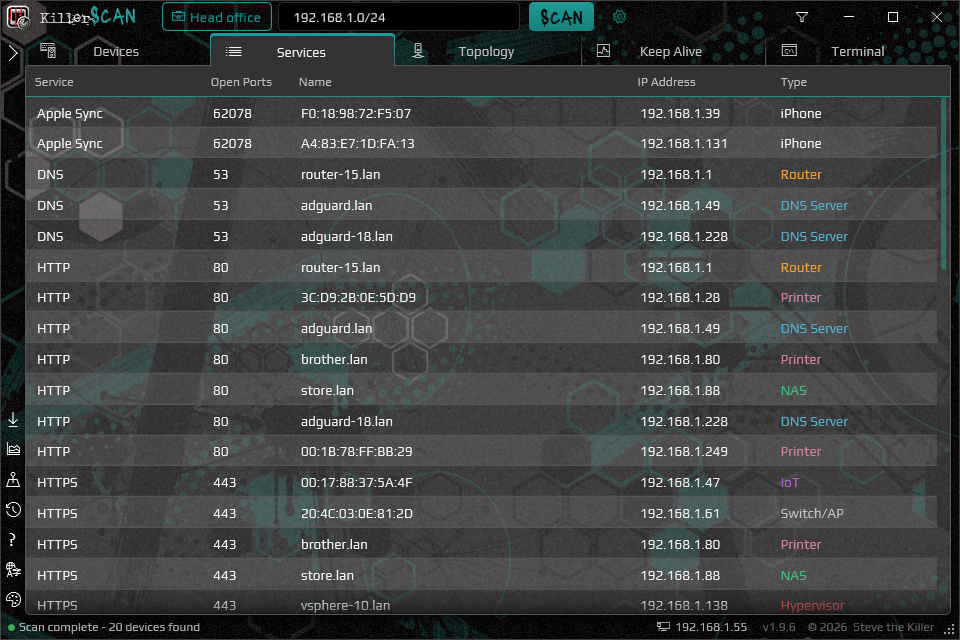 KillerSCAN Head office 192.168.1.0/24 SCAN
Devices Services Topology Keep Alive Terminal
Service Open Ports Name IP Address Type
Apple Sync 62078 F0:18:98:72:F5:07 192.168.1.39 iPhone
Apple Sync 62078 A4:83:E7:1D:FA:13 192.168.1.131 iPhone
DNS 53 router-15.lan 192.168.1.1 Router
DNS 53 adguard.lan 192.168.1.49 DNS Server
DNS 53 adguard-18.lan 192.168.1.228 DNS Server
HTTP 80 router-15.lan 192.168.1.1 Router
HTTP 80 3C:D9:2B:0E:5D:D9 192.168.1.28 Printer
HTTP 80 adguard.lan 192.168.1.49 DNS Server
HTTP 80 brother.lan 192.168.1.80 Printer
HTTP 80 store.lan 192.168.1.88 NAS
HTTP 80 adguard-18.lan 192.168.1.228 DNS Server
HTTP 80 00:1B:78:FF:BB:29 192.168.1.249 Printer
HTTPS 443 00:17:88:37:5A:4F 192.168.1.47 IoT
HTTPS 443 20:4C:03:0E:81:2D 192.168.1.61 Switch/AP
HTTPS 443 brother.lan 192.168.1.80 Printer
HTTPS 443 store.lan 192.168.1.88 NAS
HTTPS 443 vsphere-10.lan 192.168.1.138 Hypervisor
Scan complete - 20 devices found 192.168.1.55 v1.9.6 © 2026 Steve the Killer